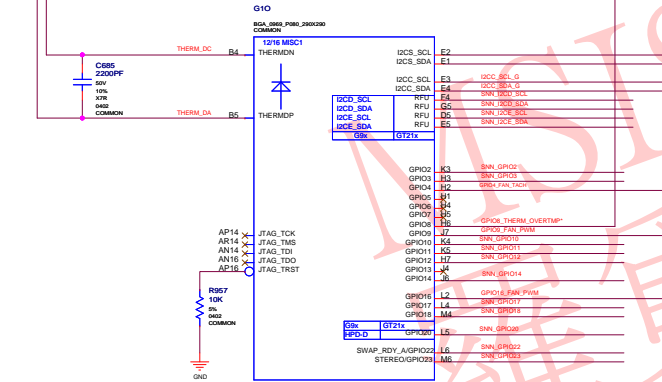 G1O
BGA_0969_P080_290X290
COMMON
12/16 MISC1
THERM_DC B4 THERMDN
I2CS_SCL E2
I2CS_SDA E1
C685
2200PF
50V
10%
X7R
0402
COMMON
I2CC_SCL E3 I2CC_SCL_G
I2CC_SDA E4 I2CC_SDA_G
I2CD_SCL RFU F4 SNN_I2CD_SCL
I2CD_SDA RFU G5 SNN_I2CD_SDA
I2CE_SCL RFU D5 SNN_I2CE_SCL
I2CE_SDA RFU E5 SNN_I2CE_SDA
THERM_DA B5 THERMDP
G9x GT21x
GPIO2 K3 SNN_GPIO2
GPIO3 H3 SNN_GPIO3
GPIO4 H2 GPIO4_FAN_TACH
GPIO5 H1
GPIO6 H4
GPIO7 H5
GPIO8 H6 GPIO8_THERM_OVERTMP*
GPIO9 J7 GPIO9_FAN_PWM
GPIO10 K4 SNN_GPIO10
GPIO11 K5 SNN_GPIO11
GPIO12 H7 SNN_GPIO12
GPIO13 J4
GPIO14 J6 SNN_GPIO14
AP14 JTAG_TCK
AR14 JTAG_TMS
AN14 JTAG_TDI
AN16 JTAG_TDO
AP16 JTAG_TRST
R957
10K
5%
0402
COMMON
GND
GPIO16 L2 GPIO16_FAN_PWM
GPIO17 L4 SNN_GPIO17
GPIO18 M4 SNN_GPIO18
G9x GT21x
HPD-D GPIO20 L5 SNN_GPIO20
SWAP_RDY_A/GPIO22 L6 SNN_GPIO22
STEREO/GPIO23 M6 SNN_GPIO23